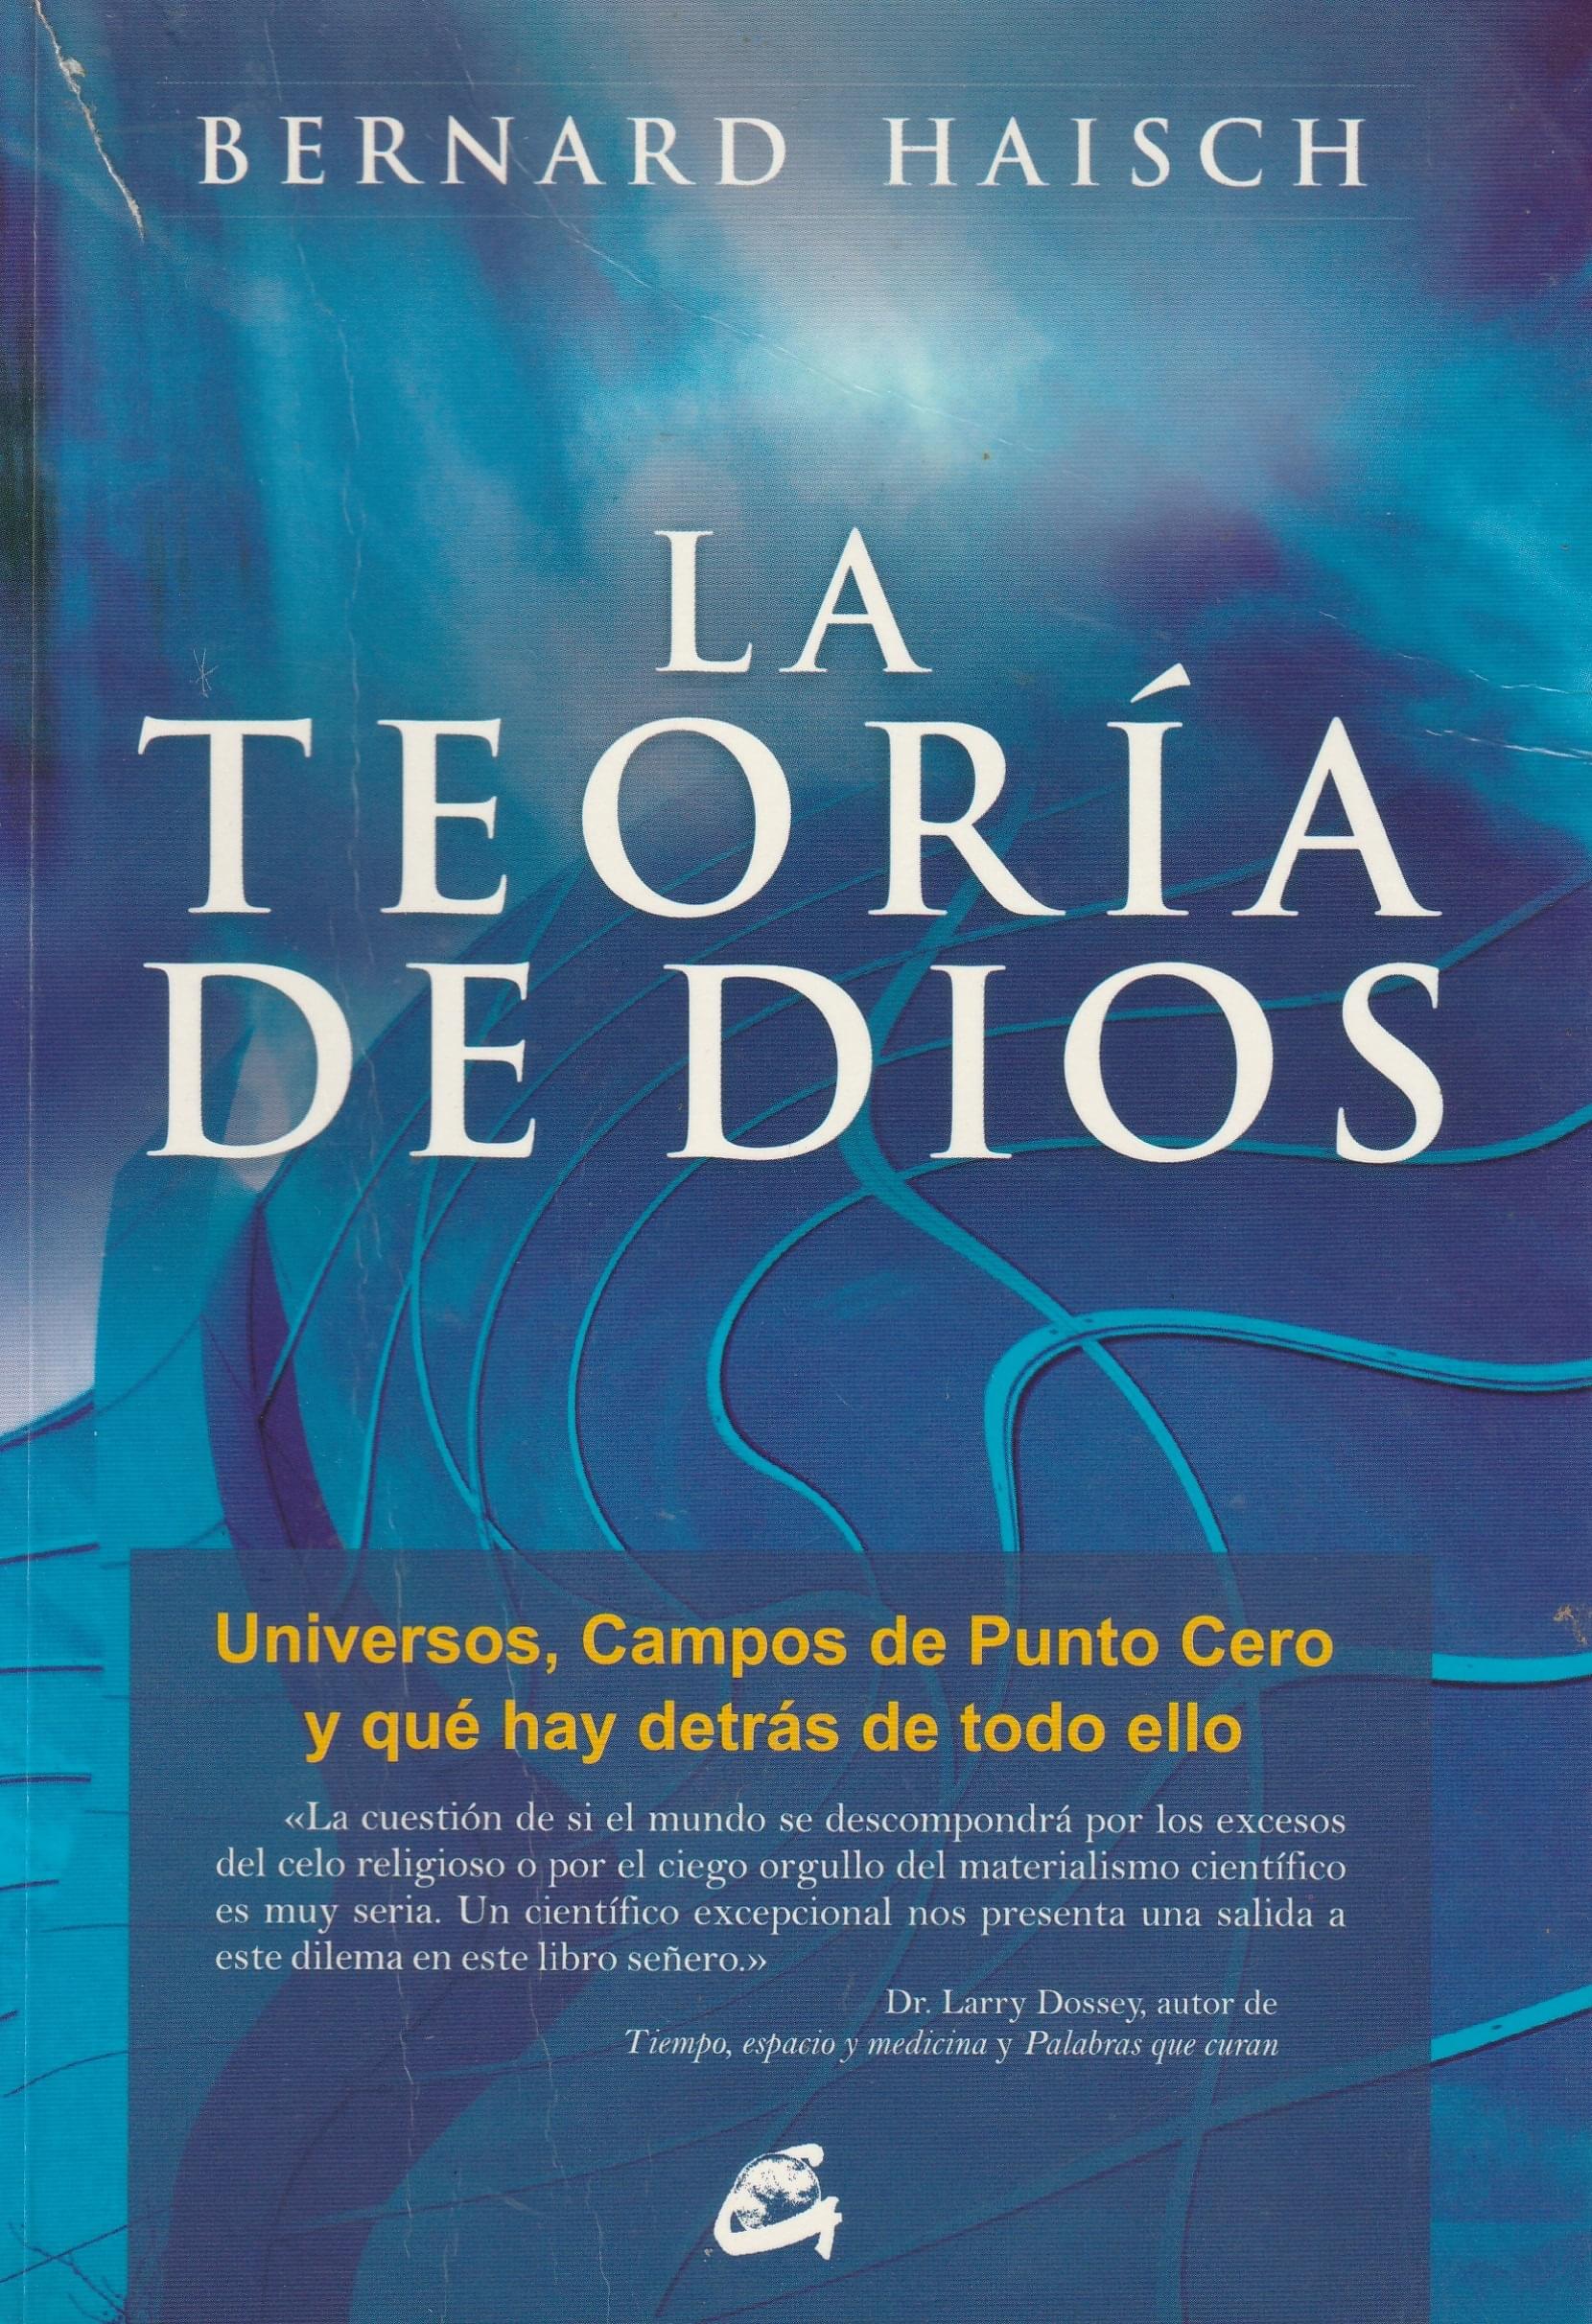 BERNARD HAISCH
LA
TEORÍA
DE DIOS
Universos, Campos de Punto Cero
y qué hay detrás de todo ello
«La cuestión de si el mundo se descompondrá por los excesos
del celo religioso o por el ciego orgullo del materialismo científico
es muy seria. Un científico excepcional nos presenta una salida a
este dilema en este libro señero.»
Dr. Larry Dossey, autor de
Tiempo, espacio y medicina y Palabras que curan